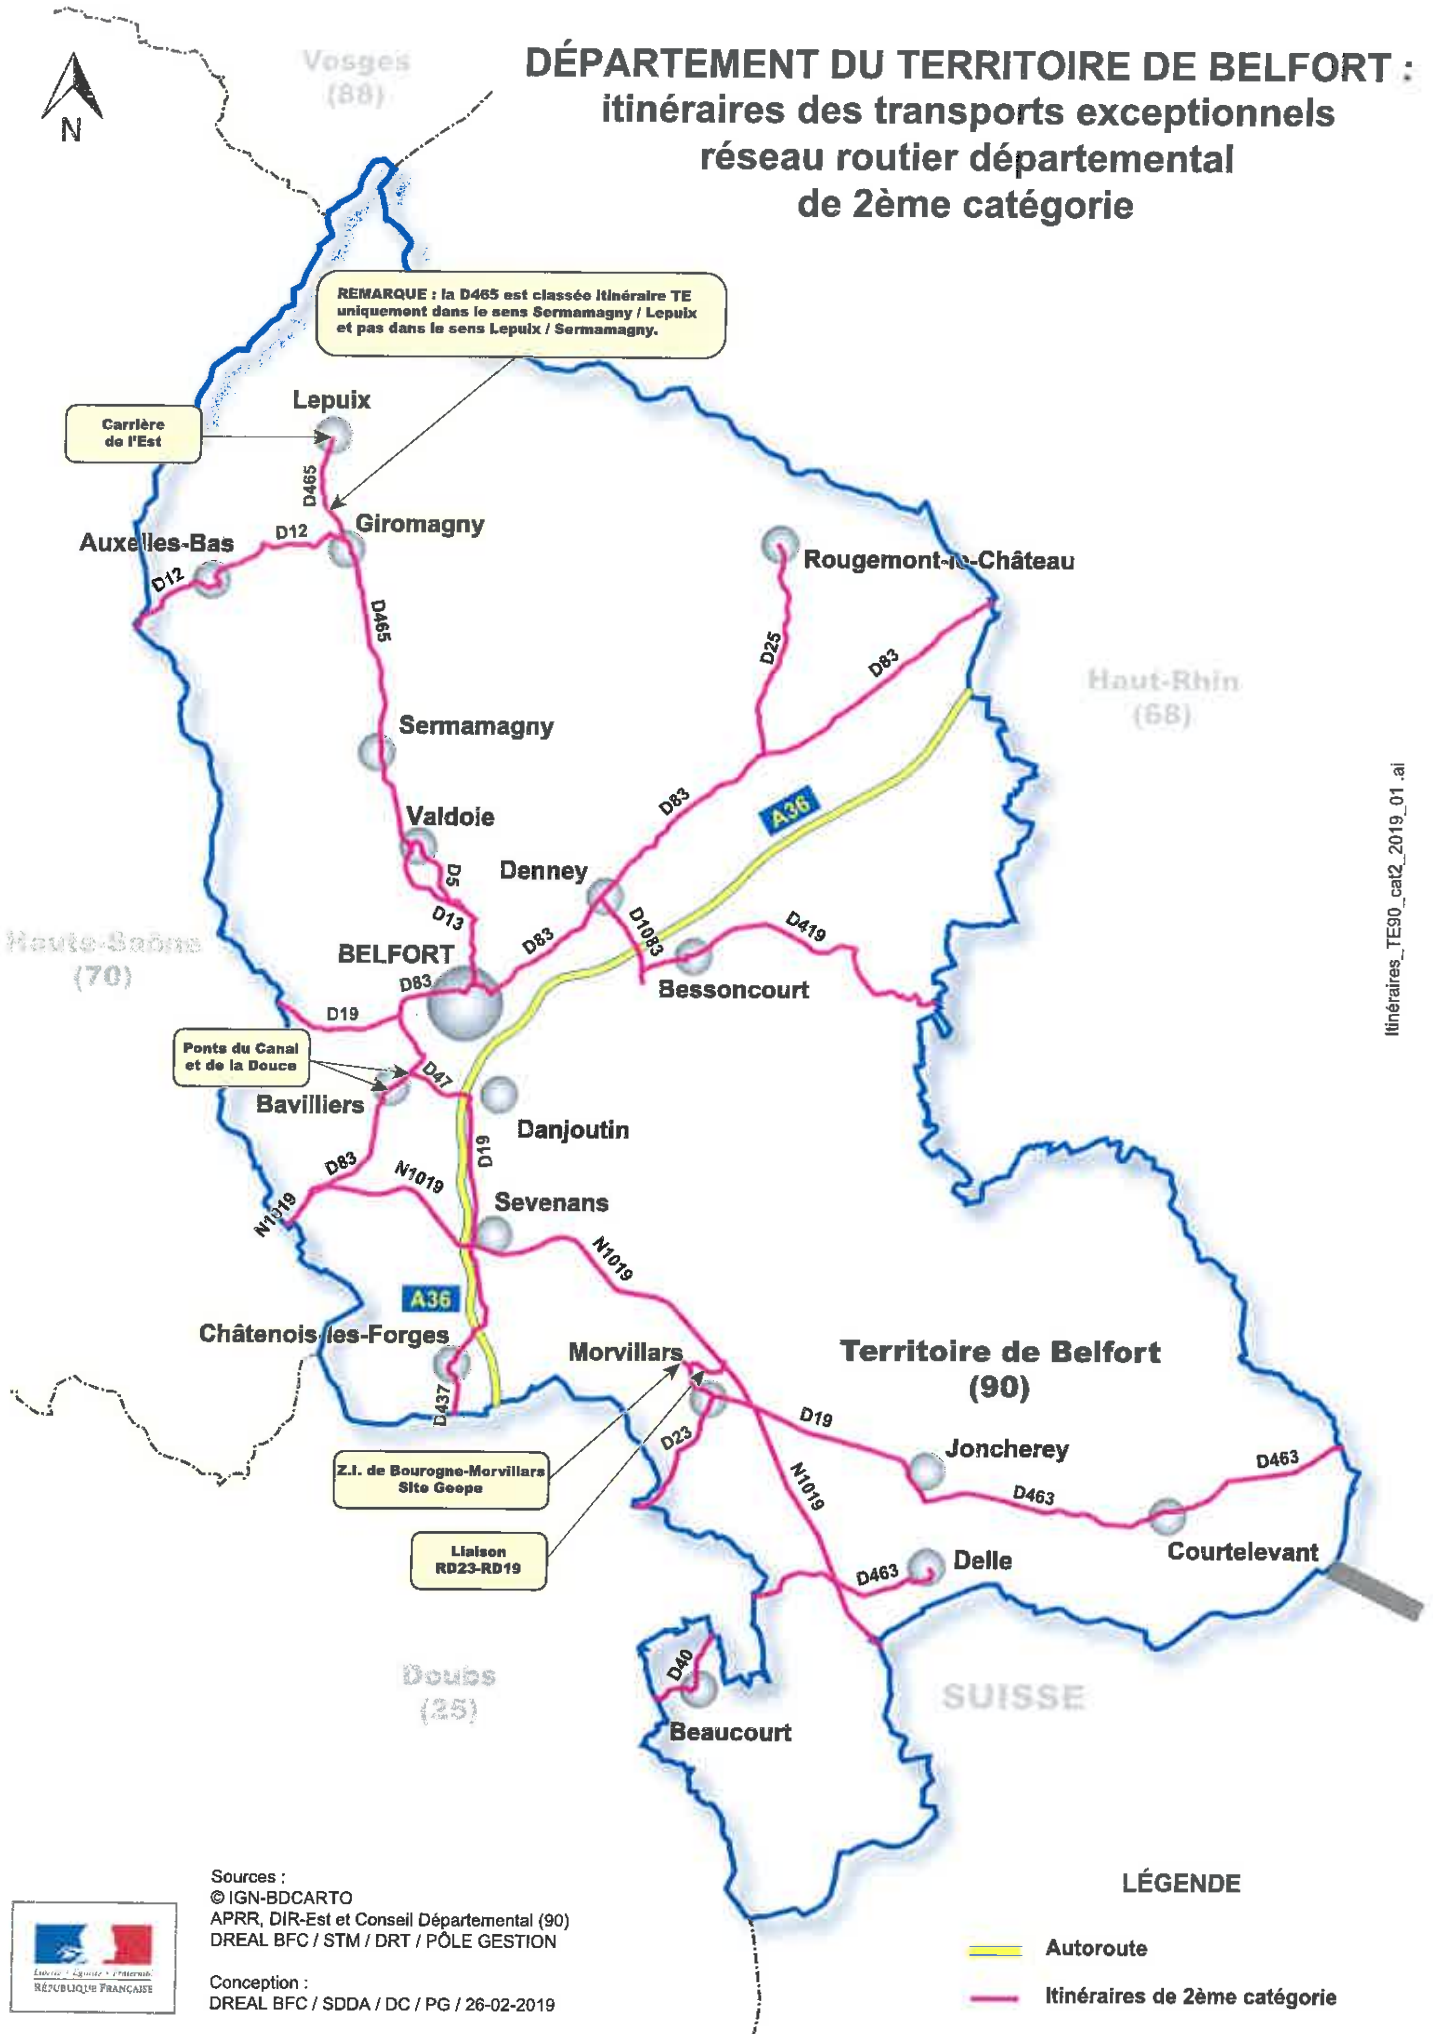 DÉPARTEMENT DU TERRITOIRE DE BELFORT :
itinéraires des transports exceptionnels
réseau routier départemental
de 2ème catégorie
Vosges
(88)
N
REMARQUE : la D465 est classée itinéraire TE
uniquement dans le sens Sermamagny / Lepuix
et pas dans le sens Lepuix / Sermamagny.
Lepuix
Carrière
de l'Est
D465
Giromagny
D12
Auxelles-Bas
D12
Rougemont-le-Château
D465
D25
D83
Haut-Rhin
(68)
Sermamagny
D83
A36
Valdoie
Denney
D5
D13
D1083
D419
D83
Haute-Saône
(70)
BELFORT
D83
Bessoncourt
D19
Ponts du Canal
et de la Douce
D47
Bavilliers
Danjoutin
D19
D83
N1019
N1019
Sevenans
N1019
A36
Châtenois-les-Forges
Morvillars
Territoire de Belfort
(90)
D437
D19
D23
Joncherey
D463
Z.I. de Bourogne-Morvillars
Site Geepe
N1019
D463
Liaison
RD23-RD19
Courtelevant
Delle
D463
D40
Doubs
(25)
SUISSE
Beaucourt
Itinéraires_TE90_cat2_2019_01 .ai
Sources :
© IGN-BDCARTO
APRR, DIR-Est et Conseil Départemental (90)
DREAL BFC / STM / DRT / PÔLE GESTION
Conception :
DREAL BFC / SDDA / DC / PG / 26-02-2019
Liberté • Égalité • Fraternité
RÉPUBLIQUE FRANÇAISE
LÉGENDE
Autoroute
Itinéraires de 2ème catégorie